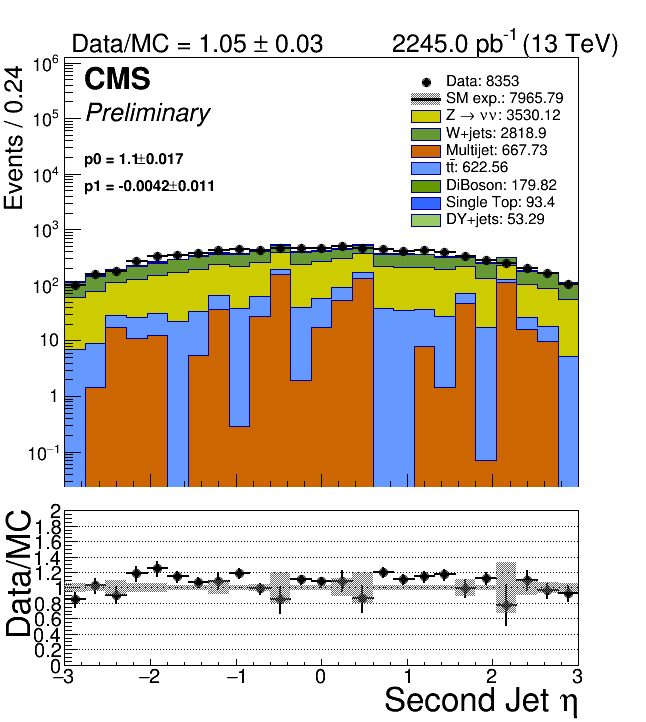 Data/MC = 1.05 ± 0.03 2245.0 pb⁻¹ (13 TeV)
Events / 0.24
10⁶
10⁵
10⁴
10³
10²
10
1
10⁻¹
CMS
Preliminary
p0 = 1.1±0.017
p1 = -0.0042±0.011
Data: 8353
SM exp.: 7965.79
Z → νν: 3530.12
W+jets: 2818.9
Multijet: 667.73
tt̄: 622.56
DiBoson: 179.82
Single Top: 93.4
DY+jets: 53.29
Data/MC
2
1.8
1.6
1.4
1.2
1
0.8
0.6
0.4
0.2
0
−3 −2 −1 0 1 2 3
Second Jet η